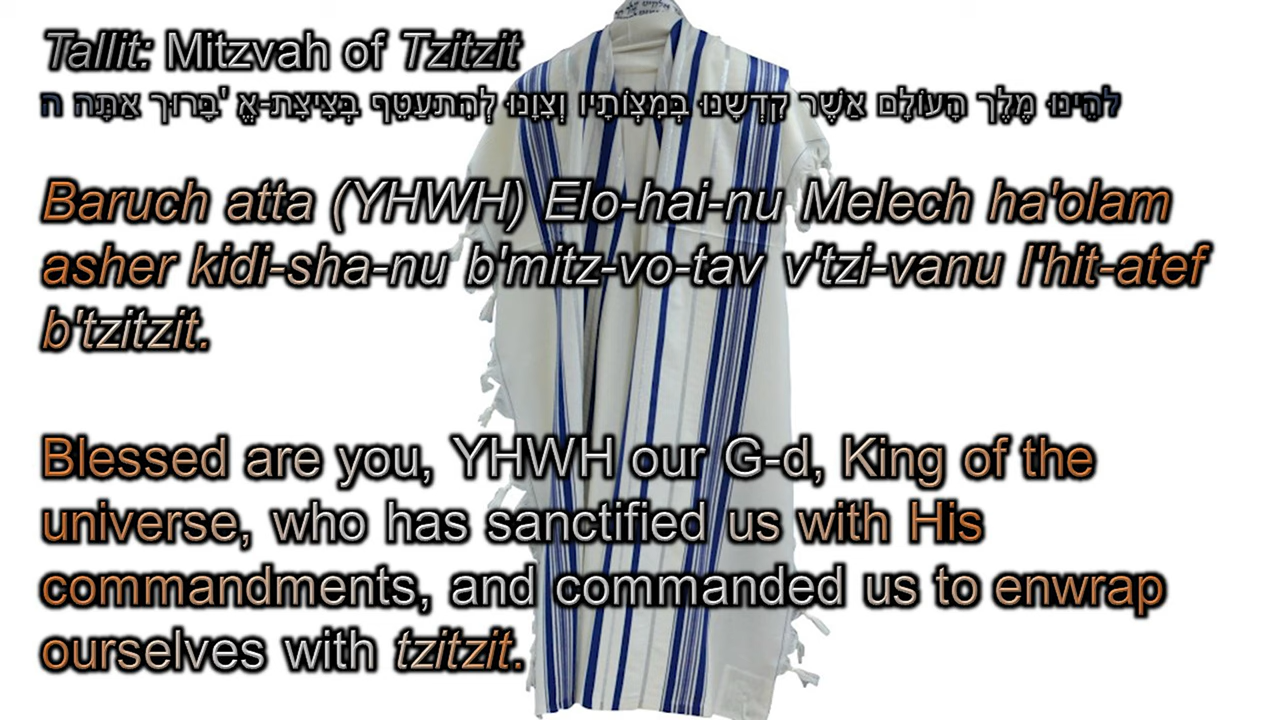 Tallit: Mitzvah of Tzitzit
להֵינוּ מֶלֶך הָעוֹלָם אֲשֶׁר קִדְשָנוּ בְּמִצְוֹתָיו וְצִוָנוּ לְהִתעַטֵף בְּצִיצִת-אֱ 'בָּרוּך אַתָּה ה
Baruch atta (YHWH) Elo-hai-nu Melech ha'olam
asher kidi-sha-nu b'mitz-vo-tav v'tzi-vanu l'hit-atef
b'tzitzit.
Blessed are you, YHWH our G-d, King of the
universe, who has sanctified us with His
commandments, and commanded us to enwrap
ourselves with tzitzit.